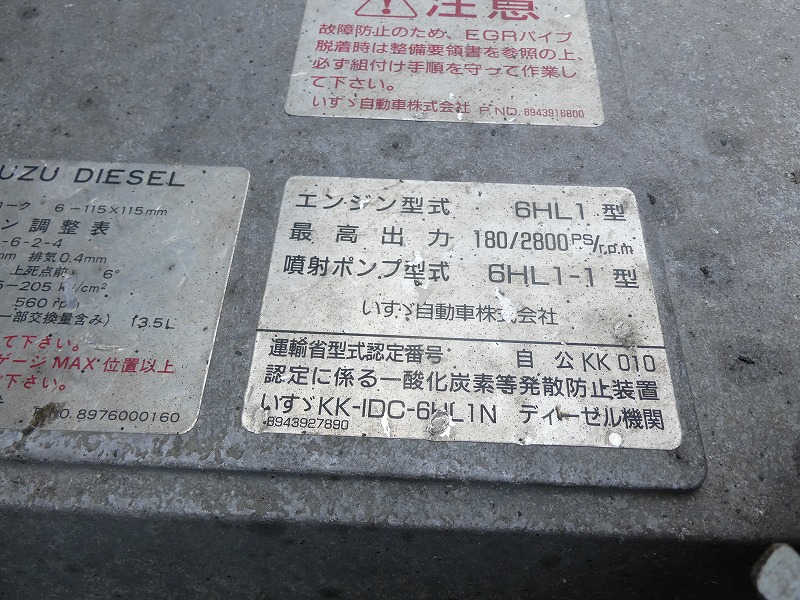 注意
故障防止のため、EGRパイプ
脱着時は整備要領書を参照の上、
必ず組付け手順を守って作業し
て下さい。
いすゞ自動車株式会社 P.NO. 8943916800
UZU DIESEL
ローク 6-115×115mm
ン 調整表
-6-2-4
mm 排気0.4mm
上死点前 6°
5-205 kg/cm²
560 rpm
一部交換量含み) 13.5L
て下さい。
ゲージ MAX 位置以上
下さい。
NO. 8976000160
エンジン型式 6HL1 型
最高出力 180/2800 PS/r.p.m
噴射ポンプ型式 6HL1-1 型
いすゞ自動車株式会社
運輸省型式認定番号 自 公 KK 010
認定に係る一酸化炭素等発散防止装置
いすゞKK-IDC-6HL1N ディーゼル機関
8943927890